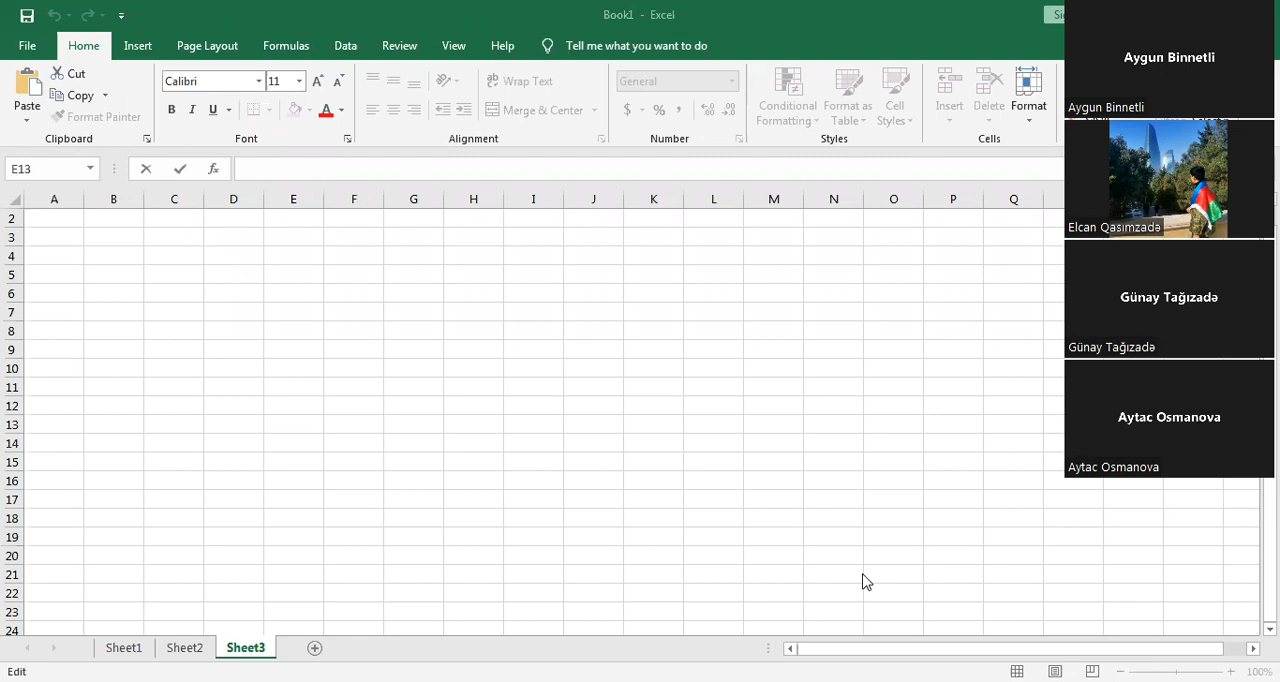 Book1 - Excel
Si
File Home Insert Page Layout Formulas Data Review View Help Tell me what you want to do
Paste
Cut
Copy
Format Painter
Clipboard
Calibri 11
B I U A
Font
Wrap Text
Merge & Center
Alignment
General
$ % ,
Number
Conditional Formatting
Format as Table
Cell Styles
Styles
Insert Delete Format
Cells
E13 fx
A B C D E F G H I J K L M N O P Q
2
3
4
5
6
7
8
9
10
11
12
13
14
15
16
17
18
19
20
21
22
23
24
Sheet1 Sheet2 Sheet3
Edit
100%
Aygun Binnetli
Aygun Binnetli
Elcan Qasımzadə
Günay Tağızadə
Günay Tağızadə
Aytac Osmanova
Aytac Osmanova